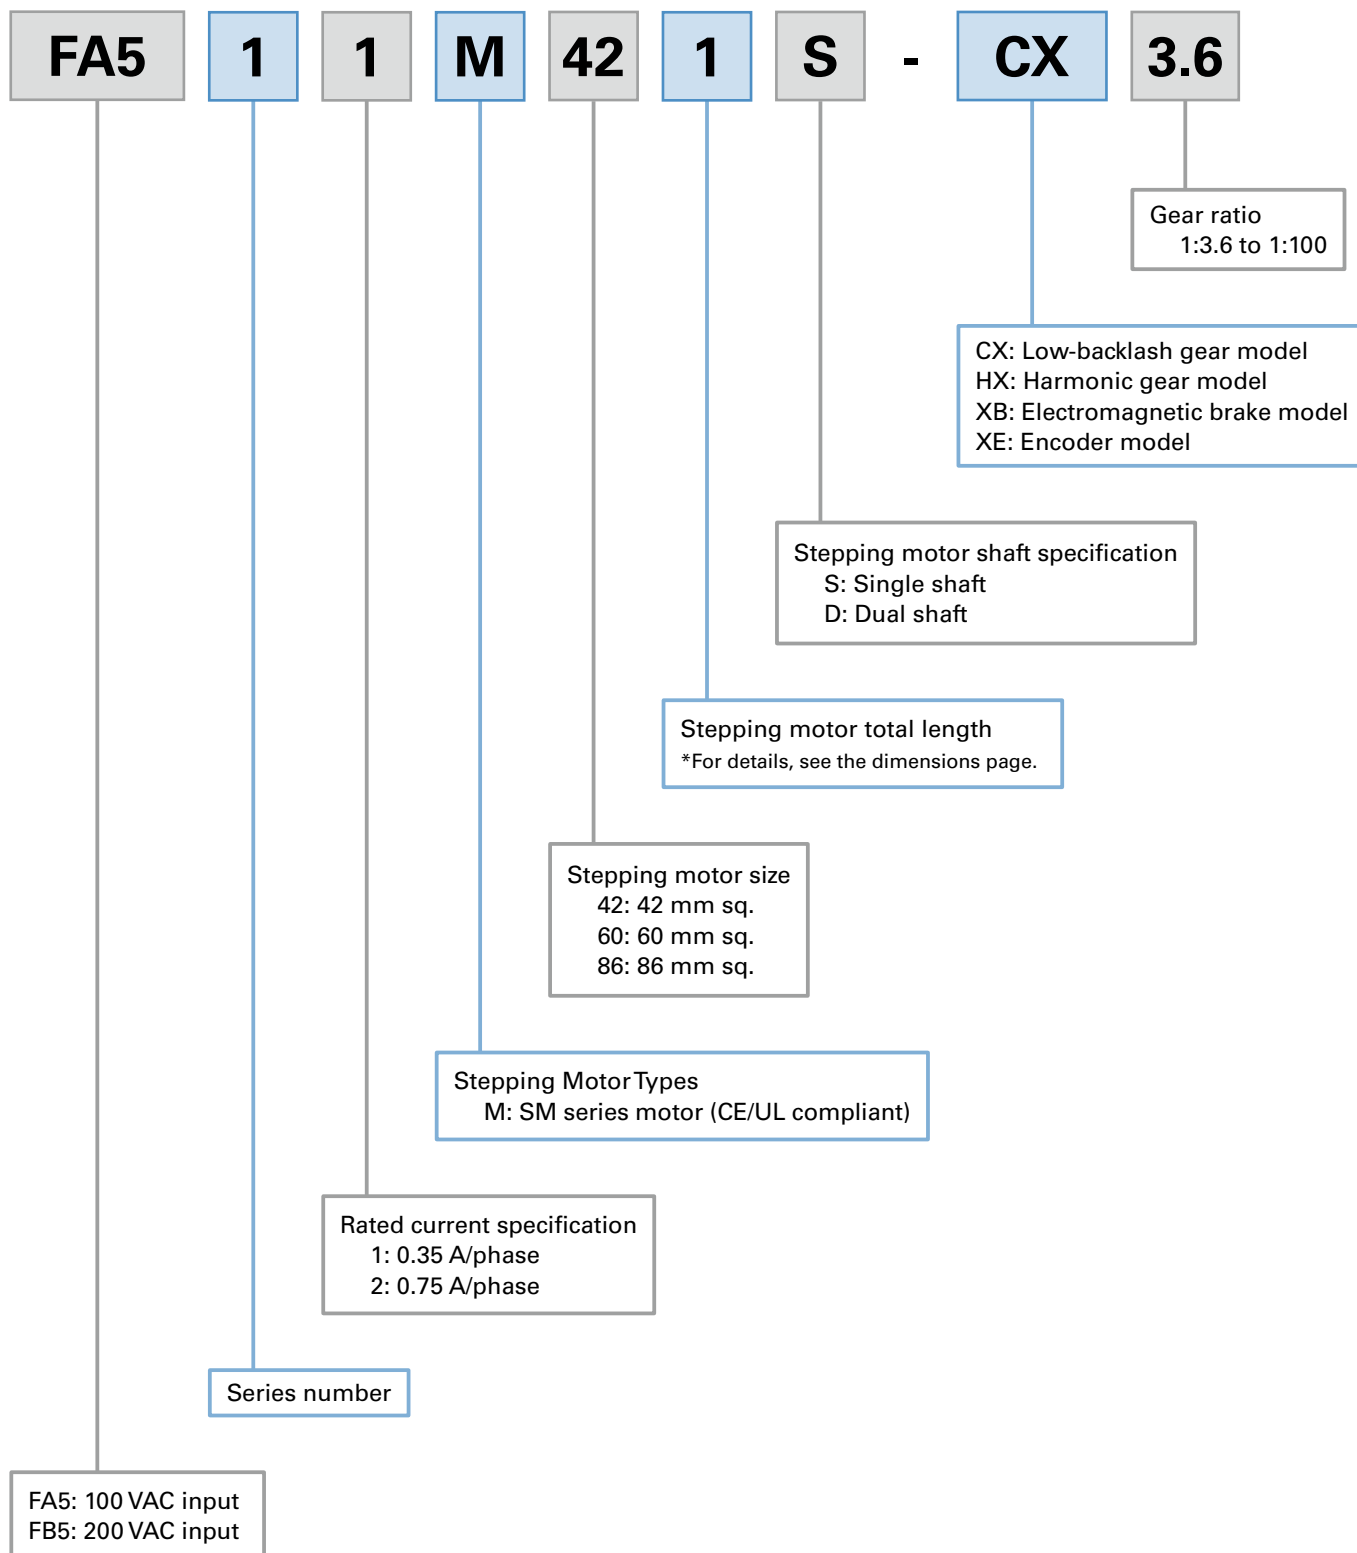 FA5 1 1 M 42 1 S - CX 3.6
Gear ratio
1:3.6 to 1:100
CX: Low-backlash gear model
HX: Harmonic gear model
XB: Electromagnetic brake model
XE: Encoder model
Stepping motor shaft specification
S: Single shaft
D: Dual shaft
Stepping motor total length
*For details, see the dimensions page.
Stepping motor size
42: 42 mm sq.
60: 60 mm sq.
86: 86 mm sq.
Stepping Motor Types
M: SM series motor (CE/UL compliant)
Rated current specification
1: 0.35 A/phase
2: 0.75 A/phase
Series number
FA5: 100 VAC input
FB5: 200 VAC input